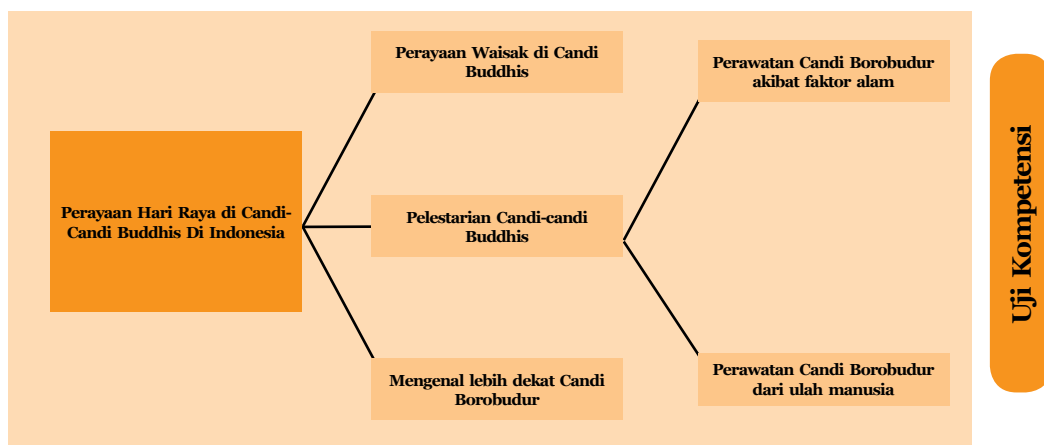 Perayaan Hari Raya di Candi-
Candi Buddhis Di Indonesia
Perayaan Waisak di Candi
Buddhis
Pelestarian Candi-candi
Buddhis
Mengenal lebih dekat Candi
Borobudur
Perawatan Candi Borobudur
akibat faktor alam
Perawatan Candi Borobudur
dari ulah manusia
Uji Kompetensi